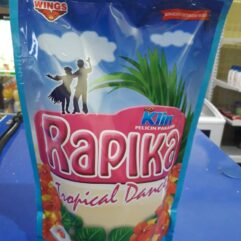 WINGS
Klin
PELICIN PAKAIAN
RAPIKA
Tropical Dance